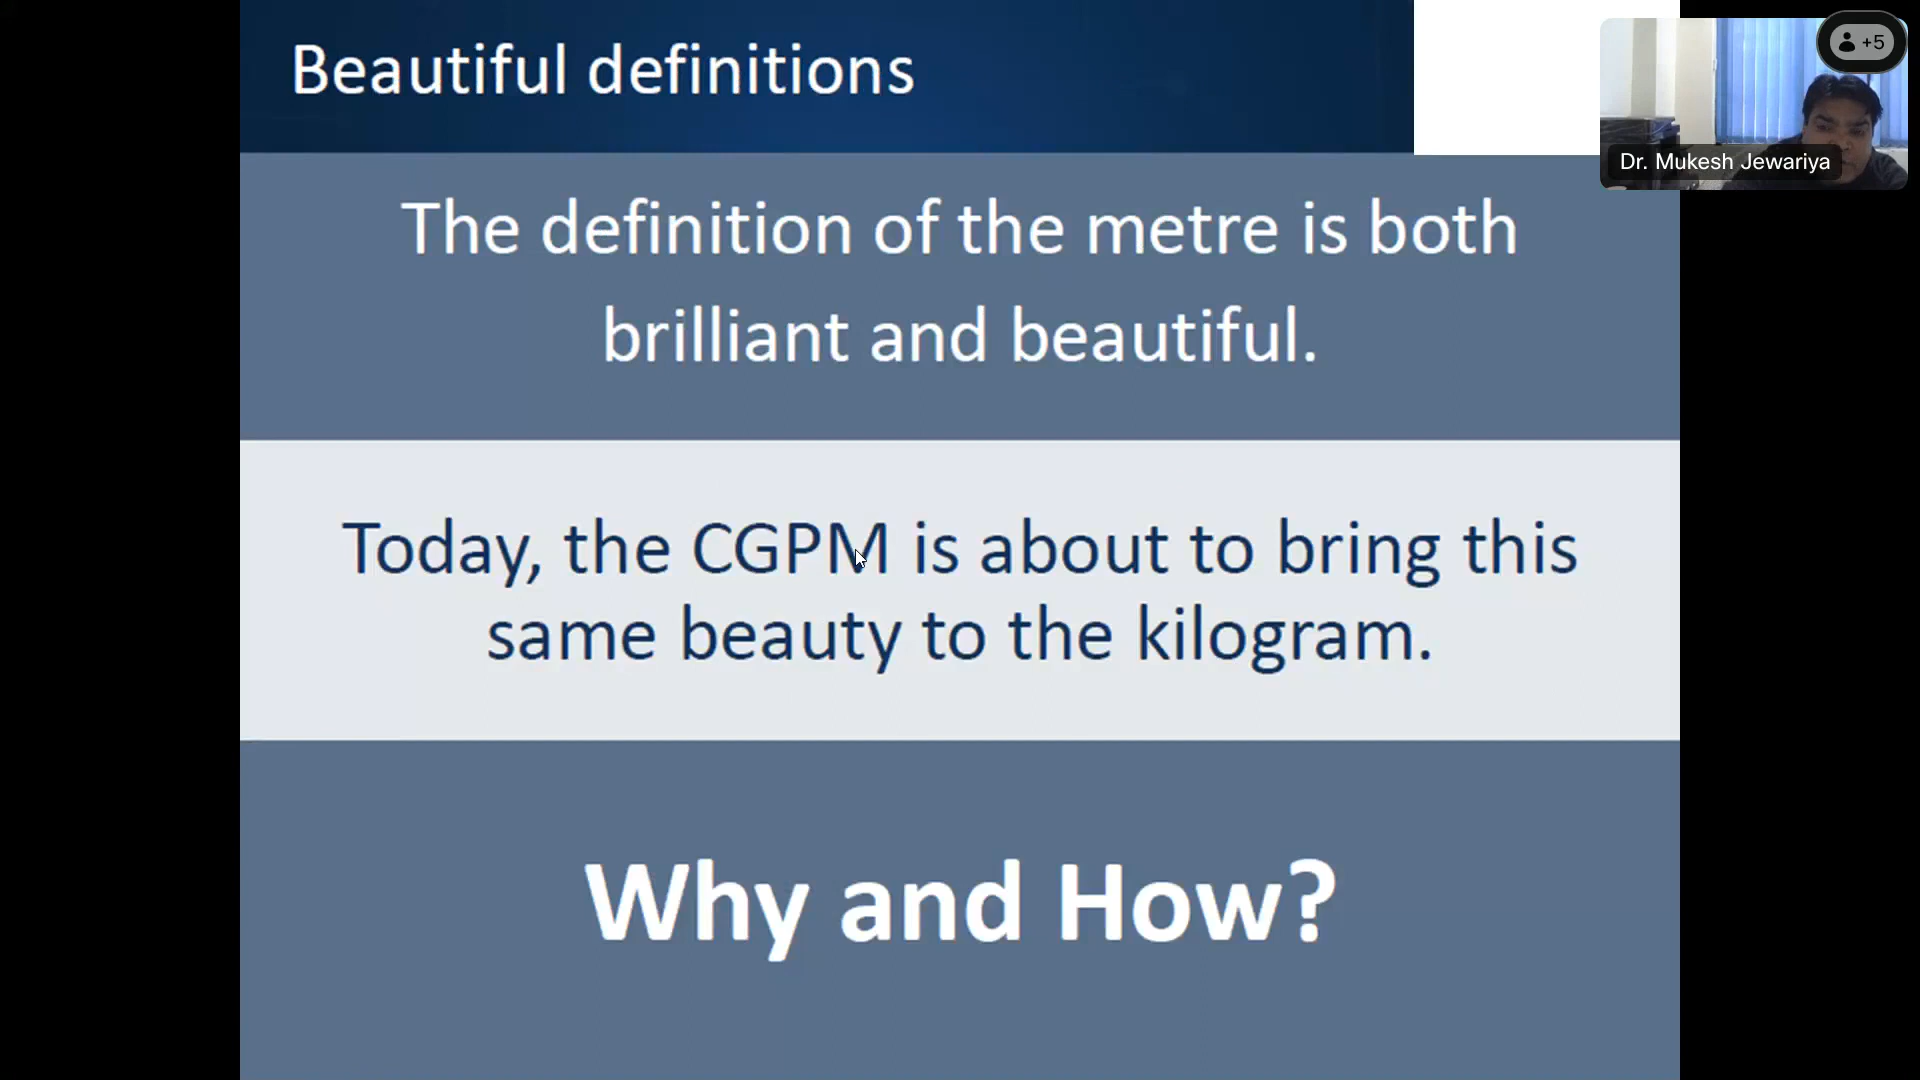 Beautiful definitions
+5
Dr. Mukesh Jewariya
The definition of the metre is both
brilliant and beautiful.
Today, the CGPM is about to bring this
same beauty to the kilogram.
Why and How?